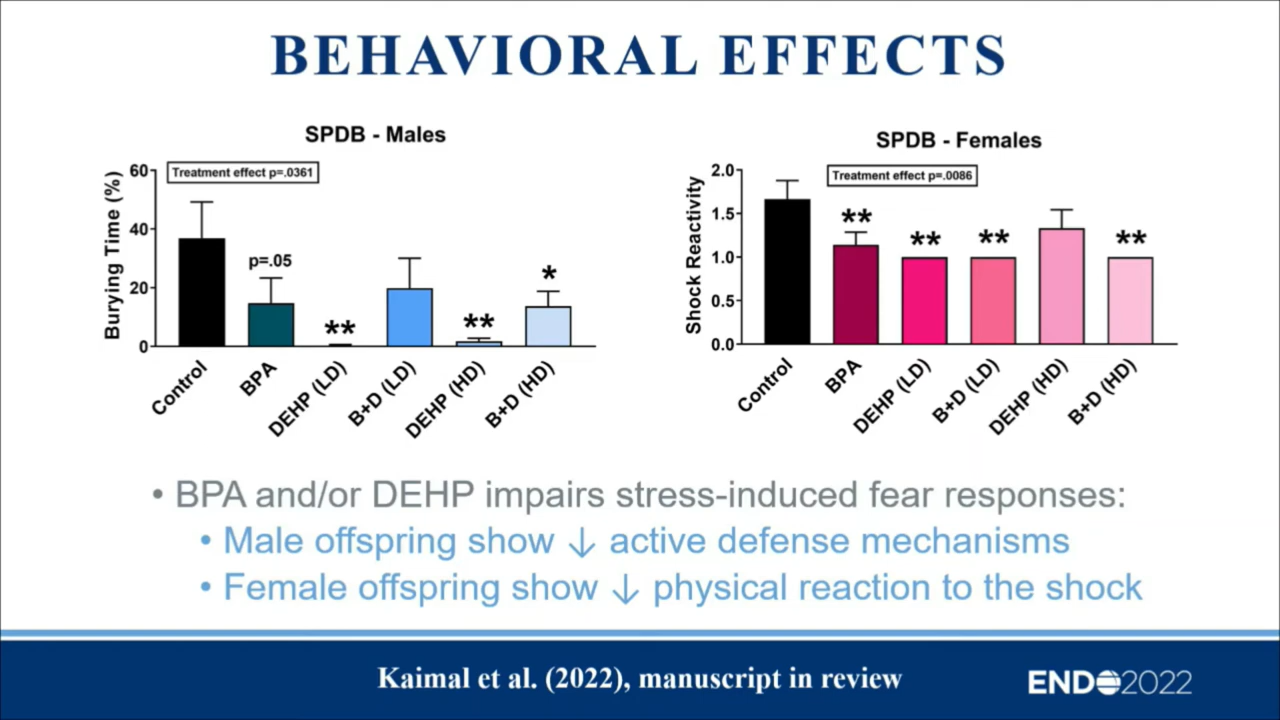 BEHAVIORAL EFFECTS
SPDB - Males
Treatment effect p=.0361
Burying Time (%)
60
40
20
0
p=.05
**
**
*
Control
BPA
DEHP (LD)
B+D (LD)
DEHP (HD)
B+D (HD)
SPDB - Females
Treatment effect p=.0086
Shock Reactivity
2.0
1.5
1.0
0.5
0.0
**
**
**
**
Control
BPA
DEHP (LD)
B+D (LD)
DEHP (HD)
B+D (HD)
• BPA and/or DEHP impairs stress-induced fear responses:
• Male offspring show ↓ active defense mechanisms
• Female offspring show ↓ physical reaction to the shock
Kaimal et al. (2022), manuscript in review
ENDO2022